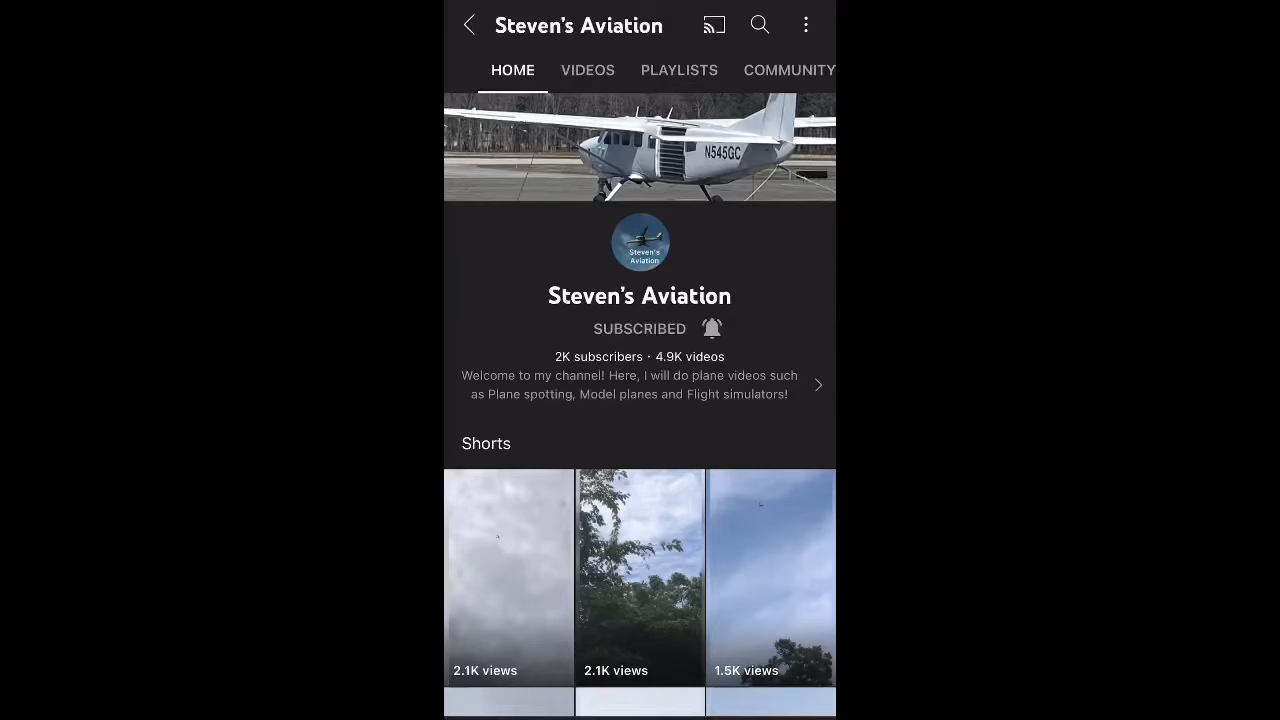 Steven's Aviation
HOME VIDEOS PLAYLISTS COMMUNITY
N545GC
Steven's
Aviation
Steven's Aviation
SUBSCRIBED
2K subscribers · 4.9K videos
Welcome to my channel! Here, I will do plane videos such
as Plane spotting, Model planes and Flight simulators!
Shorts
2.1K views 2.1K views 1.5K views